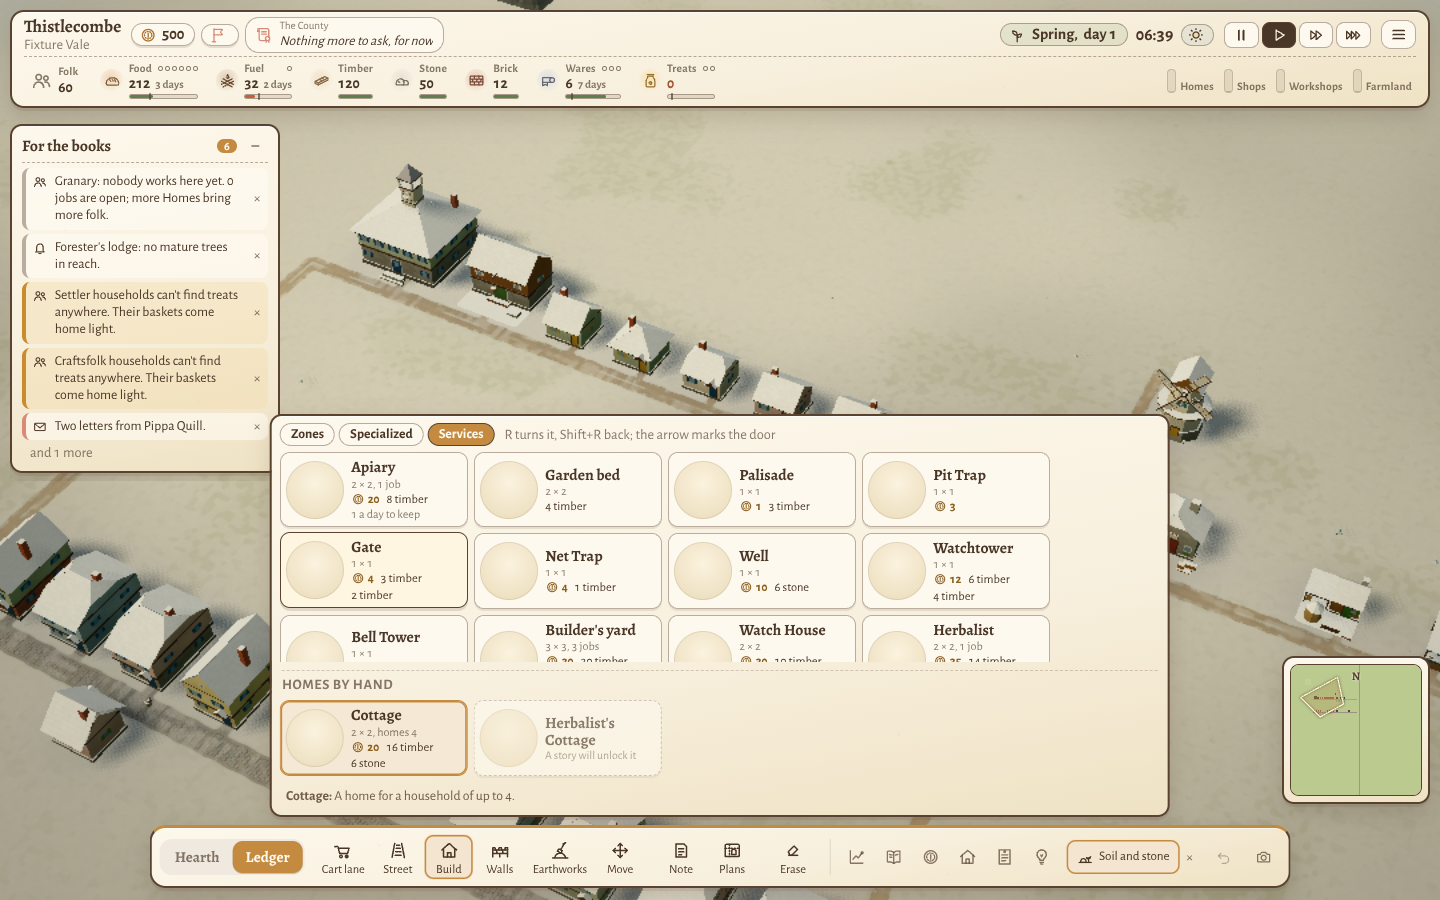 Thistlecombe
Fixture Vale
500
The County
Nothing more to ask, for now
Spring, day 1
06:39
Folk
60
Food
212 3 days
Fuel
32 2 days
Timber
120
Stone
50
Brick
12
Wares
6 7 days
Treats
0
Homes
Shops
Workshops
Farmland
For the books
6
Granary: nobody works here yet. 0
jobs are open; more Homes bring
more folk.
Forester's lodge: no mature trees
in reach.
Settler households can't find treats
anywhere. Their baskets come
home light.
Craftsfolk households can't find
treats anywhere. Their baskets
come home light.
Two letters from Pippa Quill.
and 1 more
Zones
Specialized
Services
R turns it, Shift+R back; the arrow marks the door
Apiary
2 × 2, 1 job
20 8 timber
1 a day to keep
Garden bed
2 × 2
4 timber
Palisade
1 × 1
1 3 timber
Pit Trap
1 × 1
3
Gate
1 × 1
4 3 timber
2 timber
Net Trap
1 × 1
4 1 timber
Well
1 × 1
10 6 stone
Watchtower
1 × 1
12 6 timber
4 timber
Bell Tower
1 × 1
Builder's yard
3 × 3, 3 jobs
Watch House
2 × 2
Herbalist
2 × 2, 1 job
HOMES BY HAND
Cottage
2 × 2, homes 4
20 16 timber
6 stone
Herbalist's
Cottage
A story will unlock it
Cottage: A home for a household of up to 4.
N
Hearth
Ledger
Cart lane
Street
Build
Walls
Earthworks
Move
Note
Plans
Erase
Soil and stone